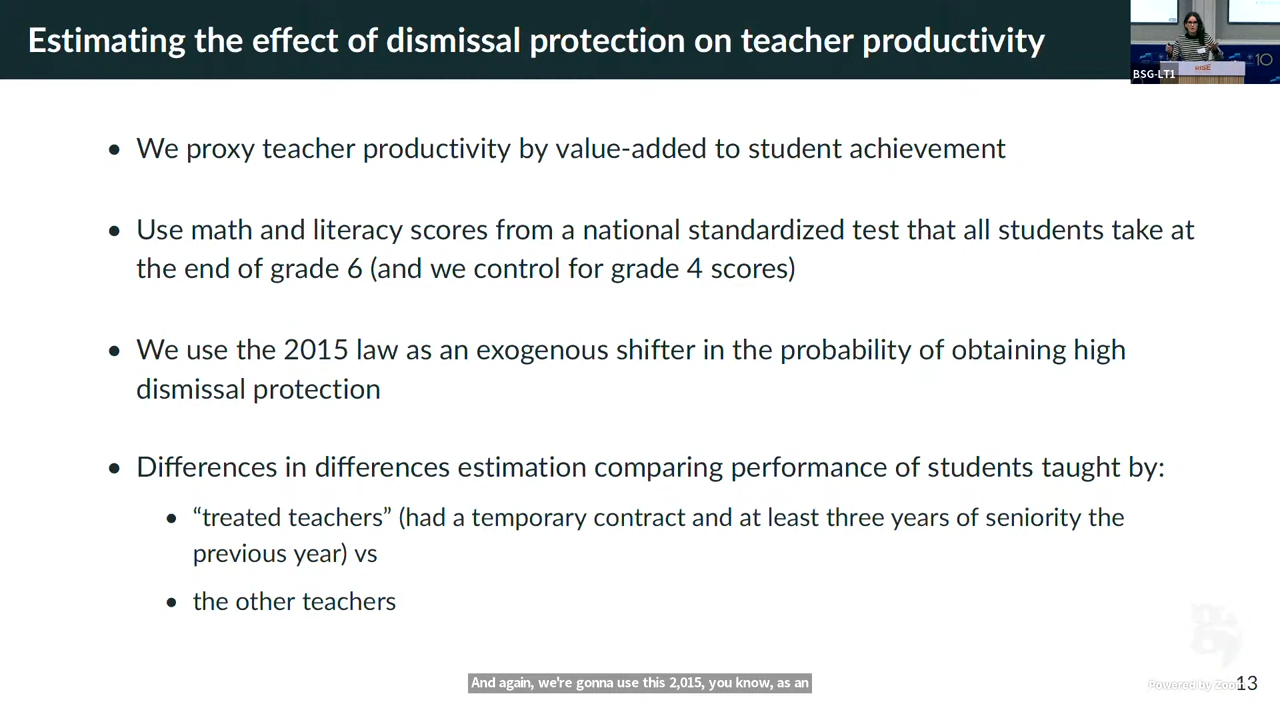 Estimating the effect of dismissal protection on teacher productivity
BSG-LT1
RISE
10
• We proxy teacher productivity by value-added to student achievement
• Use math and literacy scores from a national standardized test that all students take at
the end of grade 6 (and we control for grade 4 scores)
• We use the 2015 law as an exogenous shifter in the probability of obtaining high
dismissal protection
• Differences in differences estimation comparing performance of students taught by:
• “treated teachers” (had a temporary contract and at least three years of seniority the
previous year) vs
• the other teachers
And again, we're gonna use this 2,015, you know, as an
Powered by Zoom
13